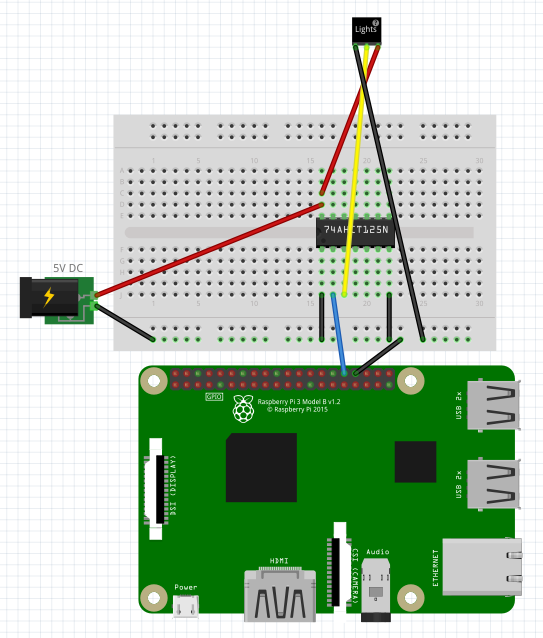 Lights
?
1 5 10 15 20 25 30
A
B
C
D
E
74AHCT125N
F
G
H
I
J
5V DC
1 5 10 15 20 25 30
GPIO
Raspberry Pi 3 Model B v1.2
© Raspberry Pi 2015
USB 2x
DSI (DISPLAY)
USB 2x
HDMI
CSI (CAMERA)
Audio
ETHERNET
Power